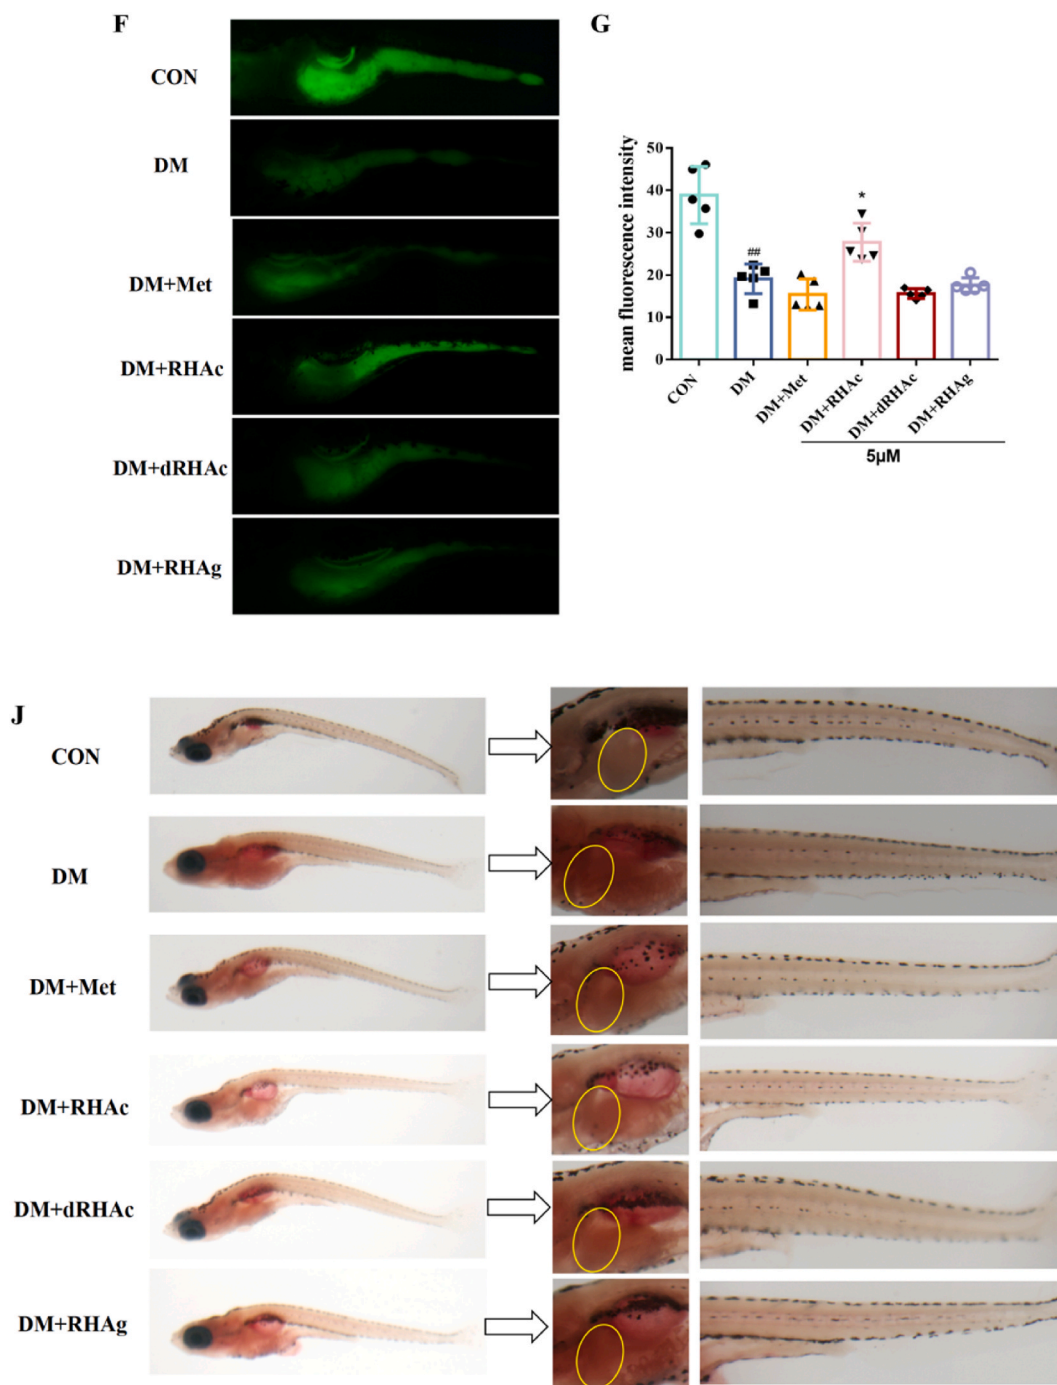 F
CON
DM
DM+Met
DM+RHAc
DM+dRHAc
DM+RHAg
G
mean fluorescence intensity
50
40
30
20
10
0
##
*
CON
DM
DM+Met
DM+RHAc
DM+dRHAc
DM+RHAg
5μM
J
CON
DM
DM+Met
DM+RHAc
DM+dRHAc
DM+RHAg